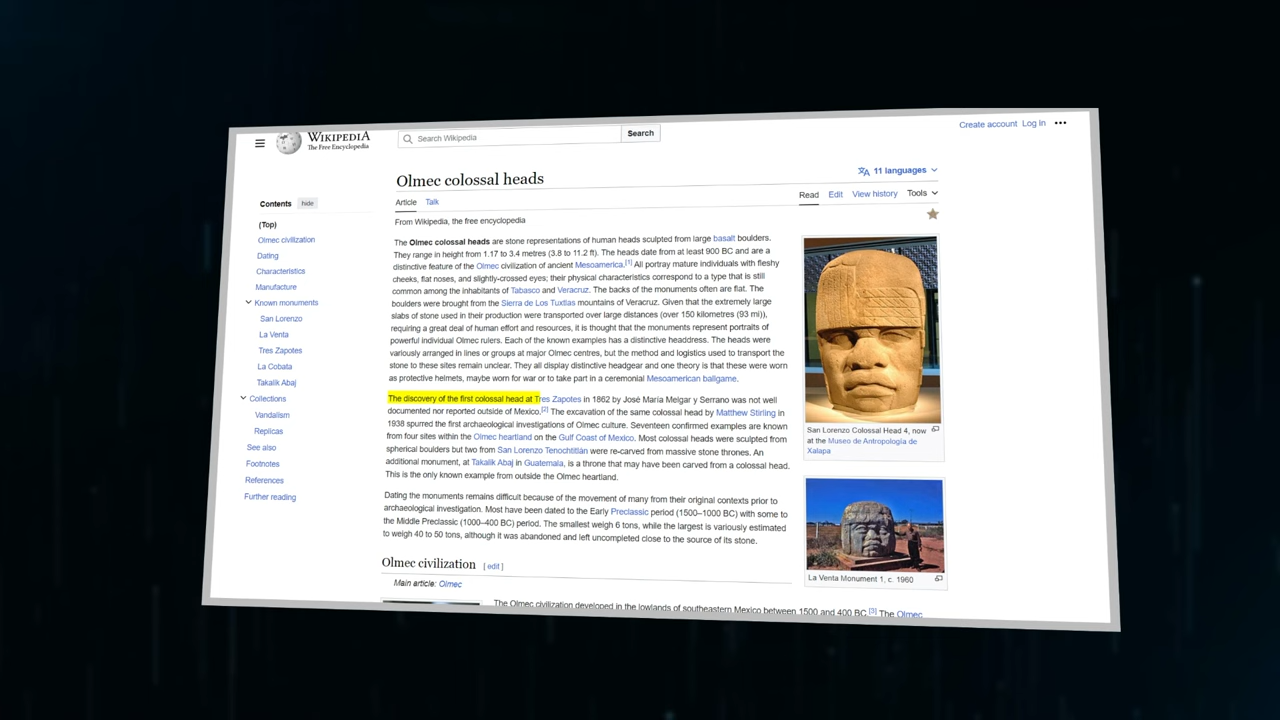 WIKIPEDIA
The Free Encyclopedia
Search Wikipedia
Search
Create account Log in
Olmec colossal heads
11 languages
Article Talk
Read Edit View history Tools
From Wikipedia, the free encyclopedia
Contents hide
(Top)
Olmec civilization
Dating
Characteristics
Manufacture
Known monuments
San Lorenzo
La Venta
Tres Zapotes
La Cobata
Takalik Abaj
Collections
Vandalism
Replicas
See also
Footnotes
References
Further reading
The Olmec colossal heads are stone representations of human heads sculpted from large basalt boulders.
They range in height from 1.17 to 3.4 metres (3.8 to 11.2 ft). The heads date from at least 900 BC and are a
distinctive feature of the Olmec civilization of ancient Mesoamerica.[1] All portray mature individuals with fleshy
cheeks, flat noses, and slightly-crossed eyes; their physical characteristics correspond to a type that is still
common among the inhabitants of Tabasco and Veracruz. The backs of the monuments often are flat. The
boulders were brought from the Sierra de Los Tuxtlas mountains of Veracruz. Given that the extremely large
slabs of stone used in their production were transported over large distances (over 150 kilometres (93 mi)),
requiring a great deal of human effort and resources, it is thought that the monuments represent portraits of
powerful individual Olmec rulers. Each of the known examples has a distinctive headdress. The heads were
variously arranged in lines or groups at major Olmec centres, but the method and logistics used to transport the
stone to these sites remain unclear. They all display distinctive headgear and one theory is that these were worn
as protective helmets, maybe worn for war or to take part in a ceremonial Mesoamerican ballgame.
The discovery of the first colossal head at Tres Zapotes in 1862 by José María Melgar y Serrano was not well
documented nor reported outside of Mexico.[2] The excavation of the same colossal head by Matthew Stirling in
1938 spurred the first archaeological investigations of Olmec culture. Seventeen confirmed examples are known
from four sites within the Olmec heartland on the Gulf Coast of Mexico. Most colossal heads were sculpted from
spherical boulders but two from San Lorenzo Tenochtitlán were re-carved from massive stone thrones. An
additional monument, at Takalik Abaj in Guatemala, is a throne that may have been carved from a colossal head.
This is the only known example from outside the Olmec heartland.
Dating the monuments remains difficult because of the movement of many from their original contexts prior to
archaeological investigation. Most have been dated to the Early Preclassic period (1500–1000 BC) with some to
the Middle Preclassic (1000–400 BC) period. The smallest weigh 6 tons, while the largest is variously estimated
to weigh 40 to 50 tons, although it was abandoned and left uncompleted close to the source of its stone.
San Lorenzo Colossal Head 4, now
at the Museo de Antropología de
Xalapa
La Venta Monument 1, c. 1960
Olmec civilization [ edit ]
Main article: Olmec
The Olmec civilization developed in the lowlands of southeastern Mexico between 1500 and 400 BC.[3] The Olmec